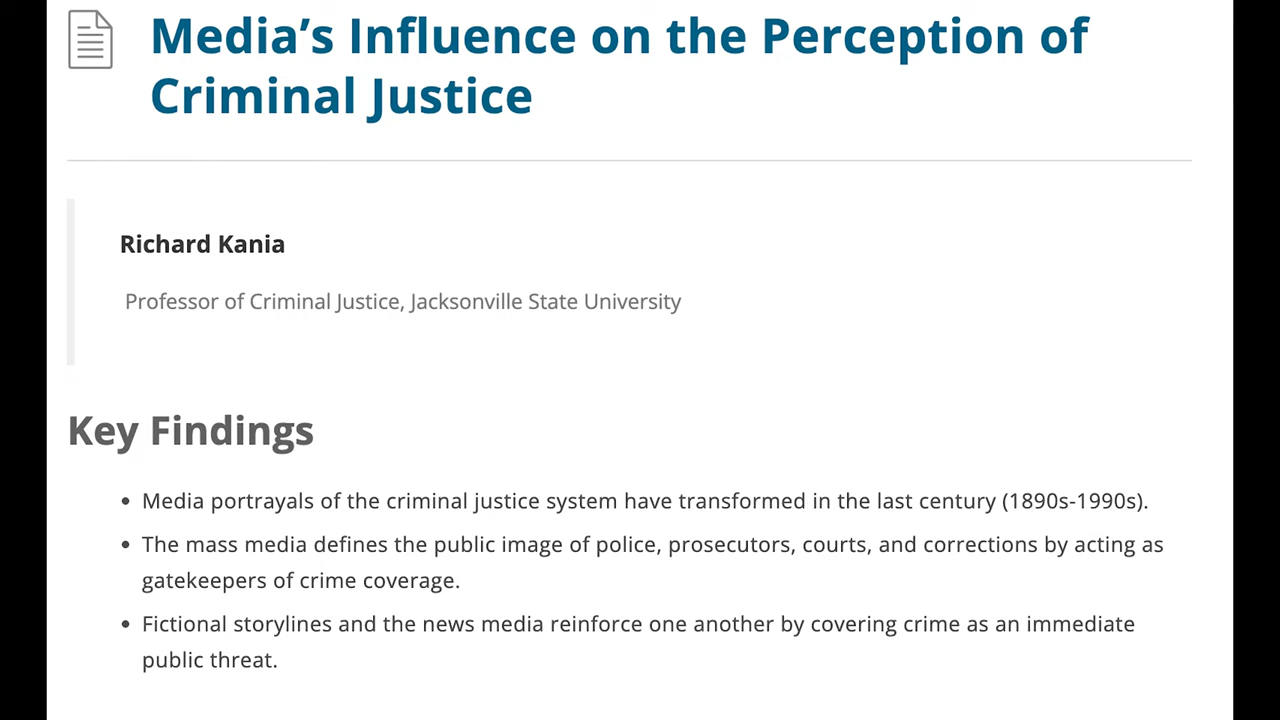 Media’s Influence on the Perception of
Criminal Justice
Richard Kania
Professor of Criminal Justice, Jacksonville State University
Key Findings
• Media portrayals of the criminal justice system have transformed in the last century (1890s-1990s).
• The mass media defines the public image of police, prosecutors, courts, and corrections by acting as
gatekeepers of crime coverage.
• Fictional storylines and the news media reinforce one another by covering crime as an immediate
public threat.